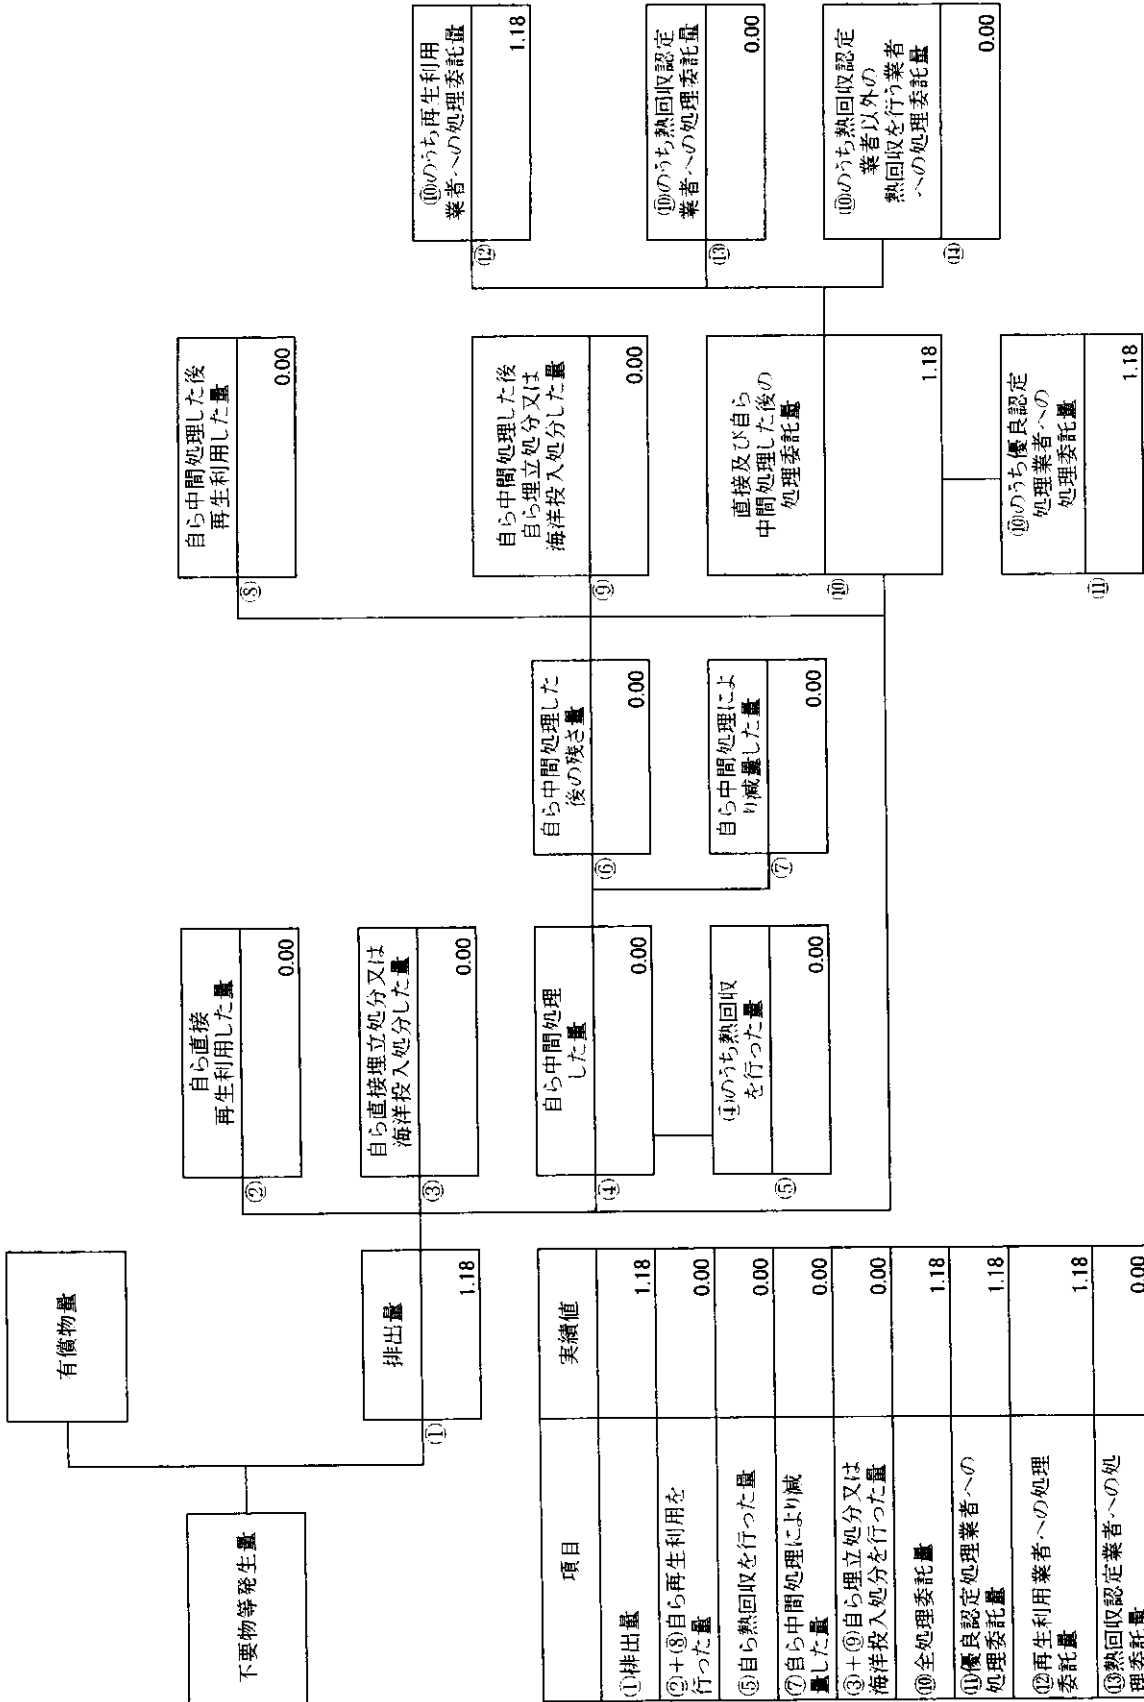 不要物等発生量
有償物量
①
排出量
1.18
②
自ら直接
再生利用した量
0.00
③
自ら直接埋立処分又は
海洋投入処分した量
0.00
④
自ら中間処理
した量
0.00
⑤
④のうち熱回収
を行った量
0.00
⑥
自ら中間処理した
後の残さ量
0.00
⑦
自ら中間処理によ
り減量した量
0.00
⑧
自ら中間処理した後
再生利用した量
0.00
⑨
自ら中間処理した後
自ら埋立処分又は
海洋投入処分した量
0.00
⑩
直接及び自ら
中間処理した後の
処理委託量
1.18
⑪
⑩のうち優良認定
処理業者への
処理委託量
1.18
⑫
⑩のうち再生利用
業者への処理委託量
1.18
⑬
⑩のうち熱回収認定
業者への処理委託量
0.00
⑭
⑩のうち熱回収認定
業者以外の
熱回収を行う業者
への処理委託量
0.00
項目 実績値
①排出量 1.18
②+⑧自ら再生利用を
行った量 0.00
⑤自ら熱回収を行った量 0.00
⑦自ら中間処理により減
量した量 0.00
③+⑨自ら埋立処分又は
海洋投入処分を行った量 0.00
⑩全処理委託量 1.18
⑪優良認定処理業者への
処理委託量 1.18
⑫再生利用業者への処理
委託量 1.18
⑬熱回収認定業者への処
理委託量 0.00